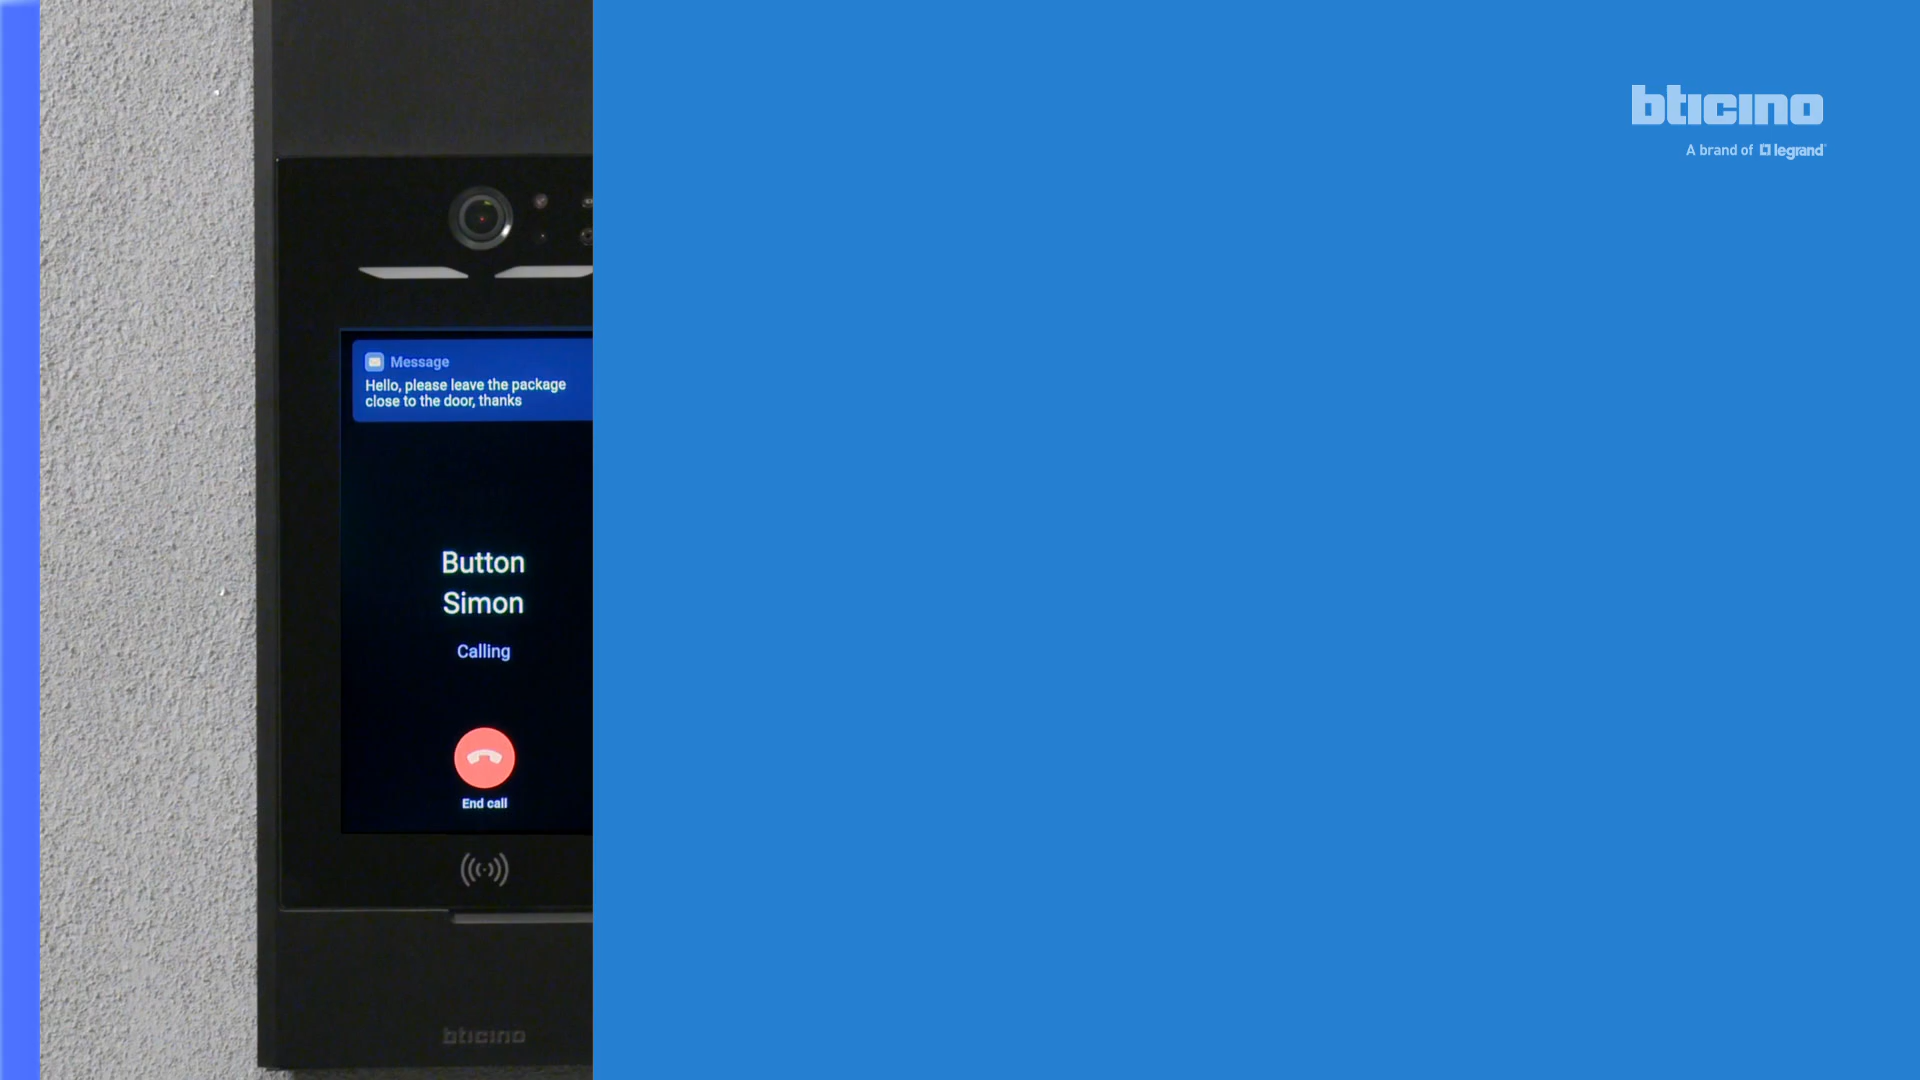 bticino
A brand of legrand
Message
Hello, please leave the package
close to the door, thanks
Button
Simon
Calling
End call
bticino